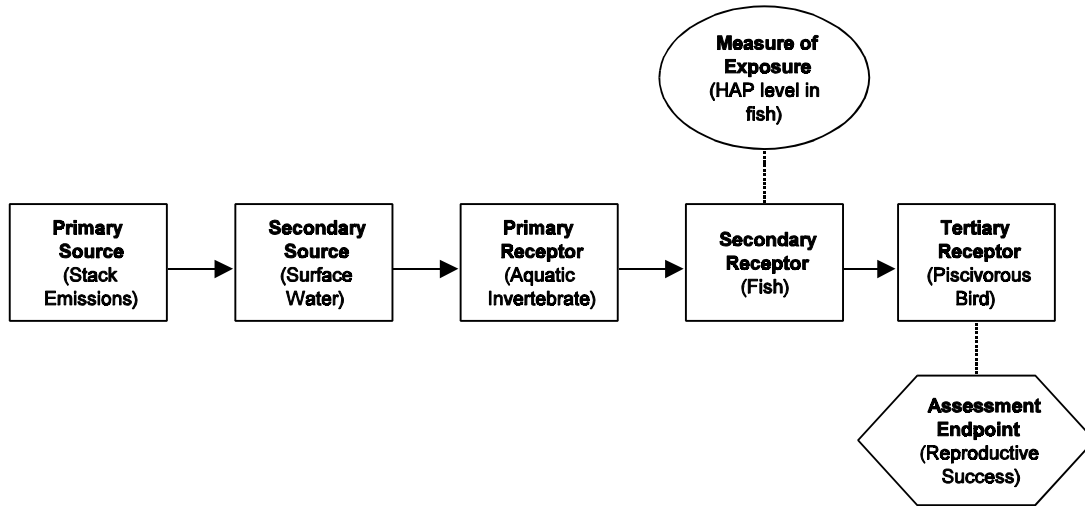 Measure of
Exposure
(HAP level in
fish)
Primary
Source
(Stack
Emissions)
Secondary
Source
(Surface
Water)
Primary
Receptor
(Aquatic
Invertebrate)
Secondary
Receptor
(Fish)
Tertiary
Receptor
(Piscivorous
Bird)
Assessment
Endpoint
(Reproductive
Success)